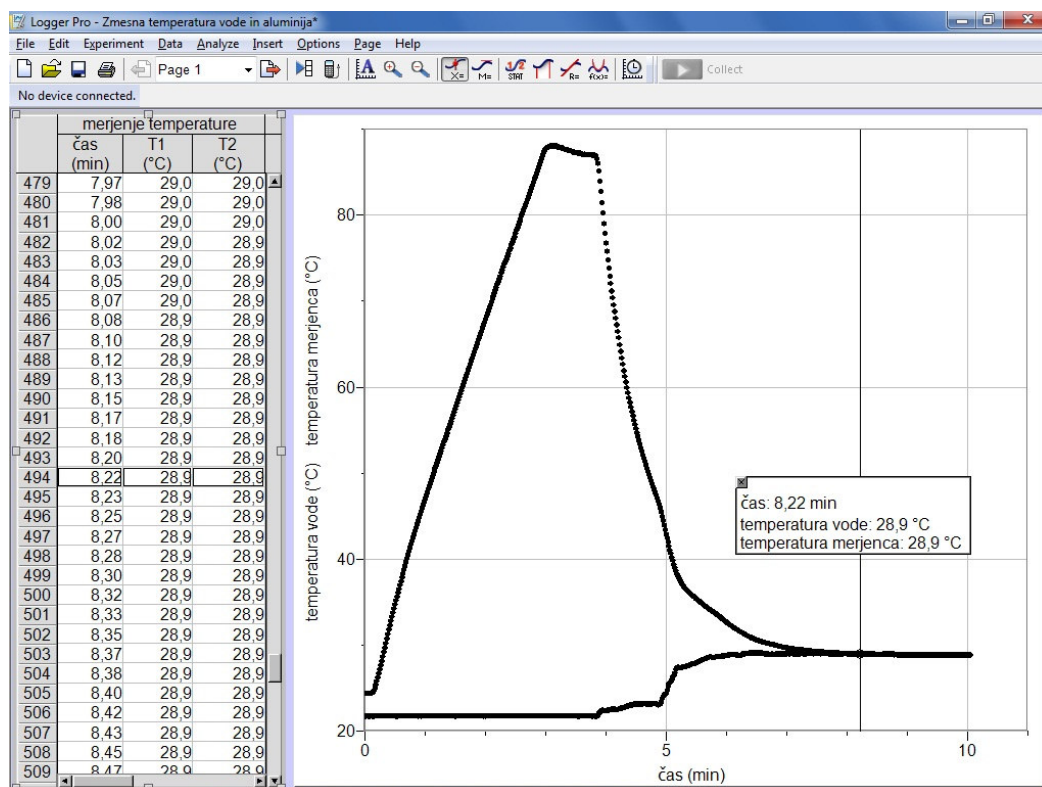 Logger Pro - Zmesna temperatura vode in aluminija*
File Edit Experiment Data Analyze Insert Options Page Help
Page 1
X= M= STAT R= f(x)= Collect
No device connected.
merjenje temperature
čas T1 T2
(min) (°C) (°C)
479 7,97 29,0 29,0
480 7,98 29,0 29,0
481 8,00 29,0 29,0
482 8,02 29,0 28,9
483 8,03 29,0 28,9
484 8,05 29,0 28,9
485 8,07 29,0 28,9
486 8,08 28,9 28,9
487 8,10 28,9 28,9
488 8,12 28,9 28,9
489 8,13 28,9 28,9
490 8,15 28,9 28,9
491 8,17 28,9 28,9
492 8,18 28,9 28,9
493 8,20 28,9 28,9
494 8,22 28,9 28,9
495 8,23 28,9 28,9
496 8,25 28,9 28,9
497 8,27 28,9 28,9
498 8,28 28,9 28,9
499 8,30 28,9 28,9
500 8,32 28,9 28,9
501 8,33 28,9 28,9
502 8,35 28,9 28,9
503 8,37 28,9 28,9
504 8,38 28,9 28,9
505 8,40 28,9 28,9
506 8,42 28,9 28,9
507 8,43 28,9 28,9
508 8,45 28,9 28,9
509 8,47 28,9 28,9
temperatura vode (°C) temperatura merjenca (°C)
80
60
40
20
čas: 8,22 min
temperatura vode: 28,9 °C
temperatura merjenca: 28,9 °C
0 5 10
čas (min)